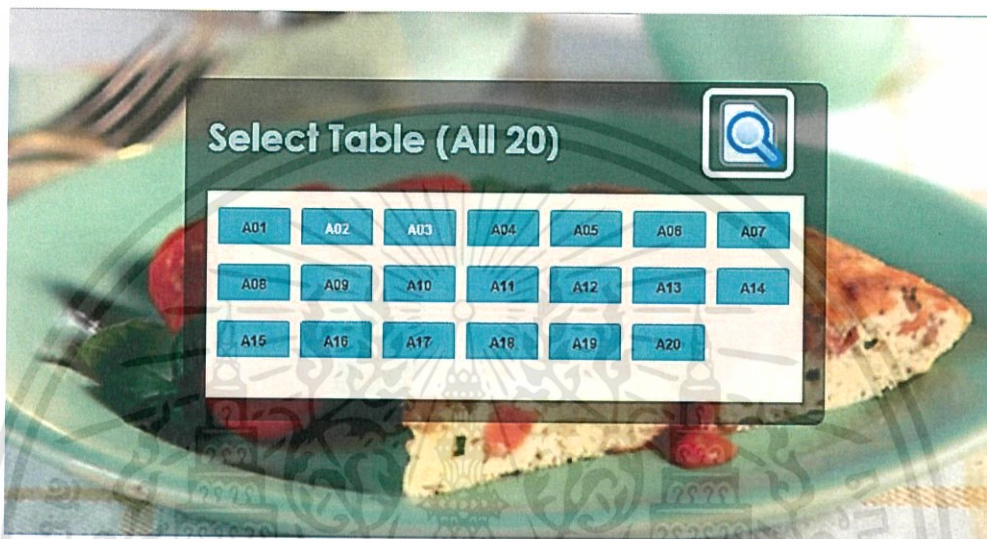 Select Table (All 20)
A01 A02 A03 A04 A05 A06 A07
A08 A09 A10 A11 A12 A13 A14
A15 A16 A17 A18 A19 A20